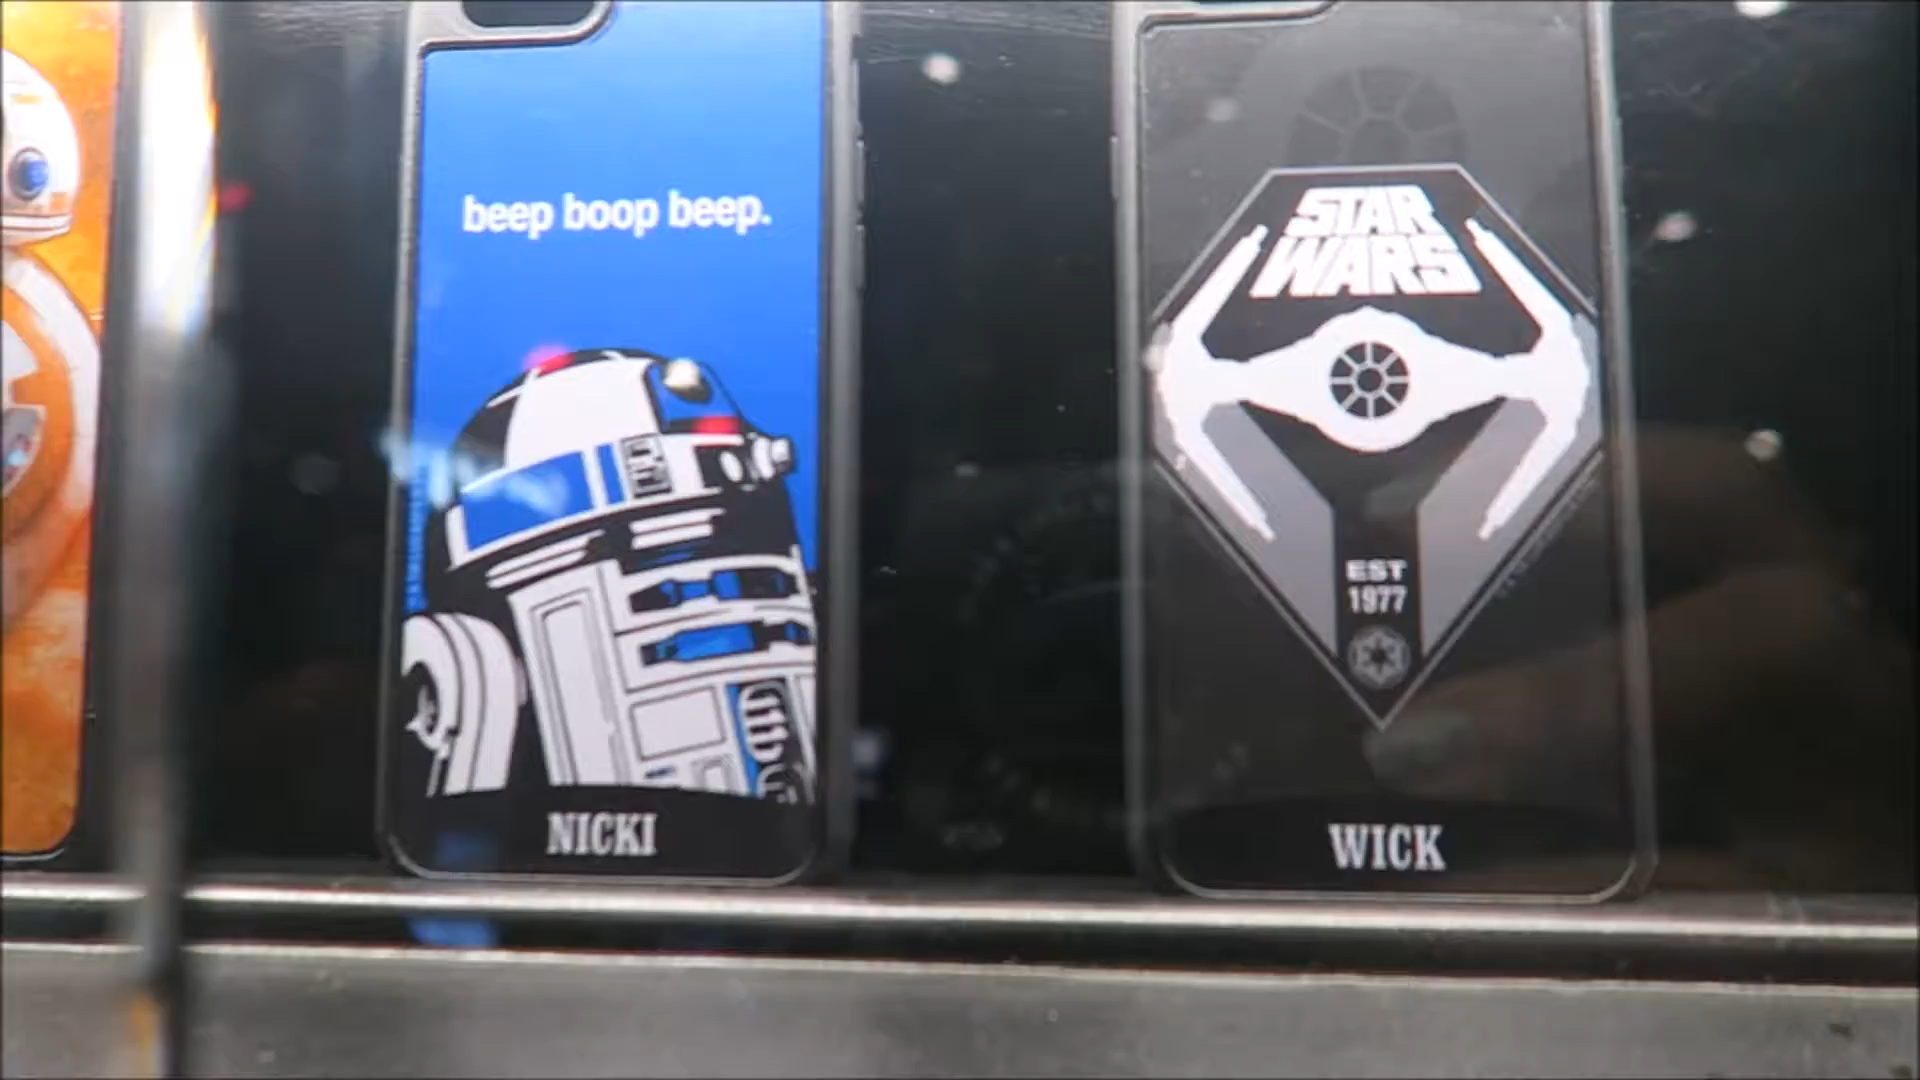 beep boop beep.
NICKI
STAR
WARS
EST
1977
WICK